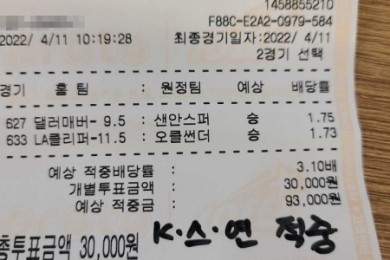 1458855210
F88C-E2A2-0979-584
2022/ 4/11 10:19:28 최종경기일자:2022/ 4/11
2경기 선택
경기 홈 팀 : 원정팀 예상 배당률
627 댈러매버- 9.5 : 샌안스퍼 승 1.75
633 LA클리퍼-11.5 : 오클썬더 승 1.73
예상 적중배당률 : 3.10배
개별투표금액 : 30,000원
예상 적중금 : 93,000원
총투표금액 30,000원
K·스·연 적중